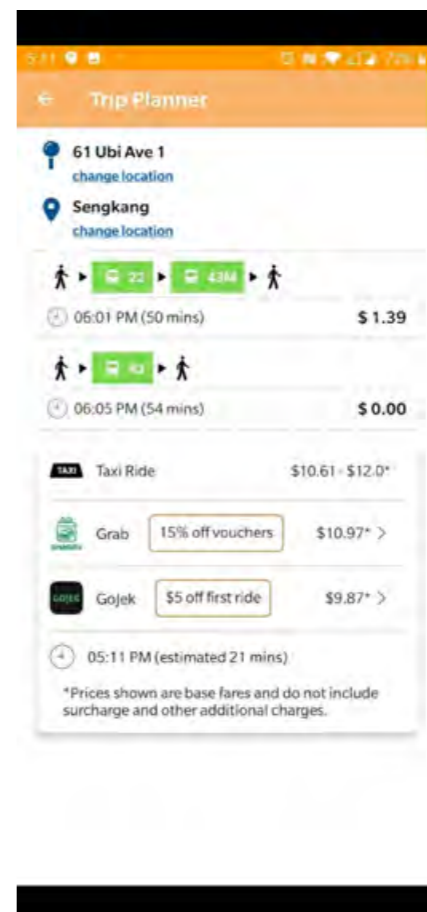 5:11
Trip Planner
61 Ubi Ave 1
change location
Sengkang
change location
22 43M
06:01 PM (50 mins) $ 1.39
06:05 PM (54 mins) $ 0.00
TAXI Taxi Ride $10.61 - $12.0*
Grab 15% off vouchers $10.97* >
GOJEK GoJek $5 off first ride $9.87* >
05:11 PM (estimated 21 mins)
*Prices shown are base fares and do not include
surcharge and other additional charges.